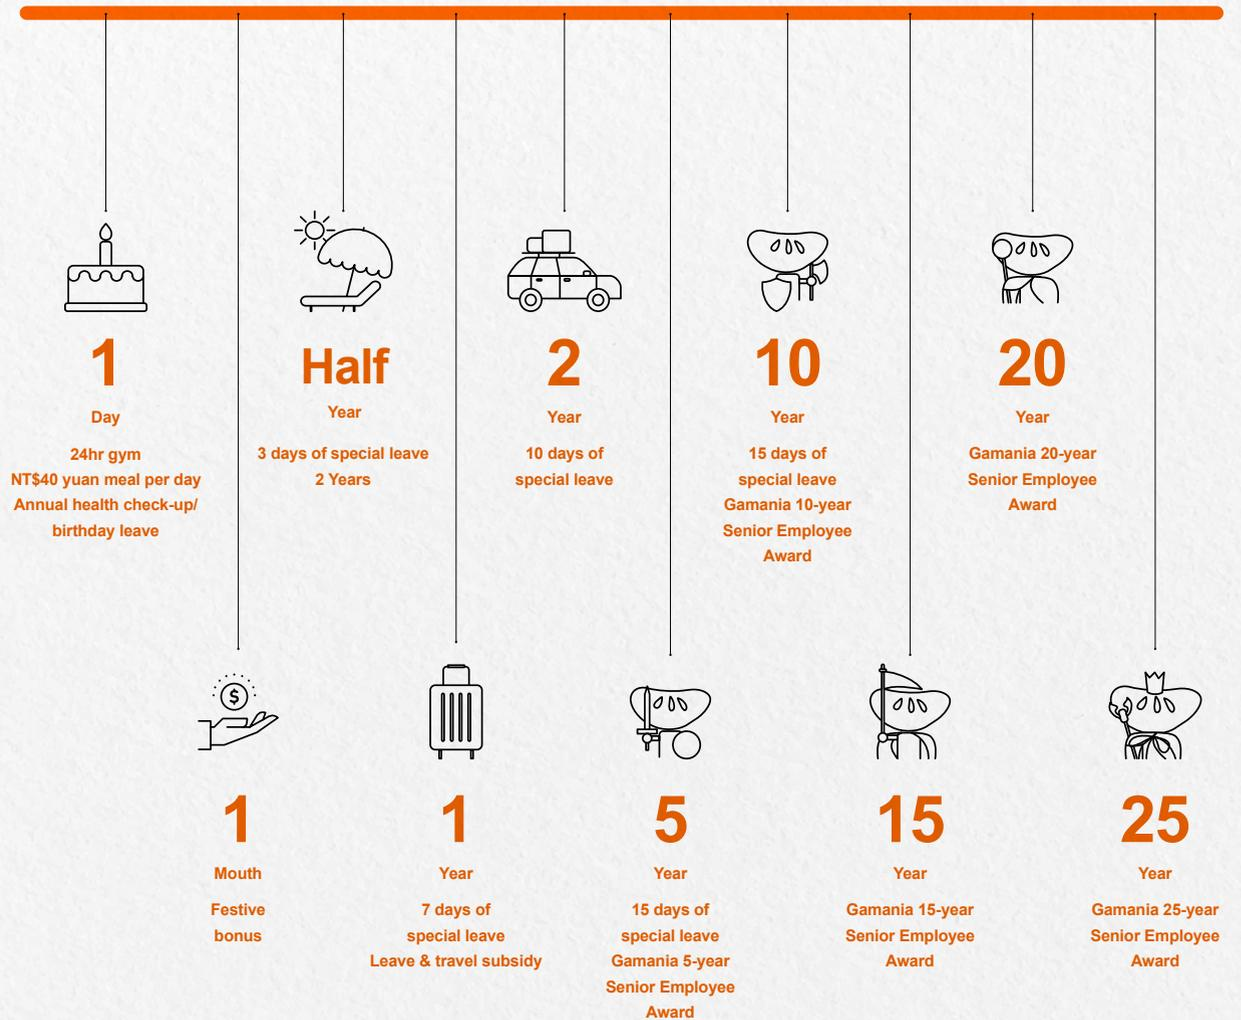 1
Day
24hr gym
NT$40 yuan meal per day
Annual health check-up/
birthday leave
Half
Year
3 days of special leave
2 Years
2
Year
10 days of
special leave
10
Year
15 days of
special leave
Gamania 10-year
Senior Employee
Award
20
Year
Gamania 20-year
Senior Employee
Award
$
1
Mouth
Festive
bonus
1
Year
7 days of
special leave
Leave & travel subsidy
5
Year
15 days of
special leave
Gamania 5-year
Senior Employee
Award
15
Year
Gamania 15-year
Senior Employee
Award
25
Year
Gamania 25-year
Senior Employee
Award